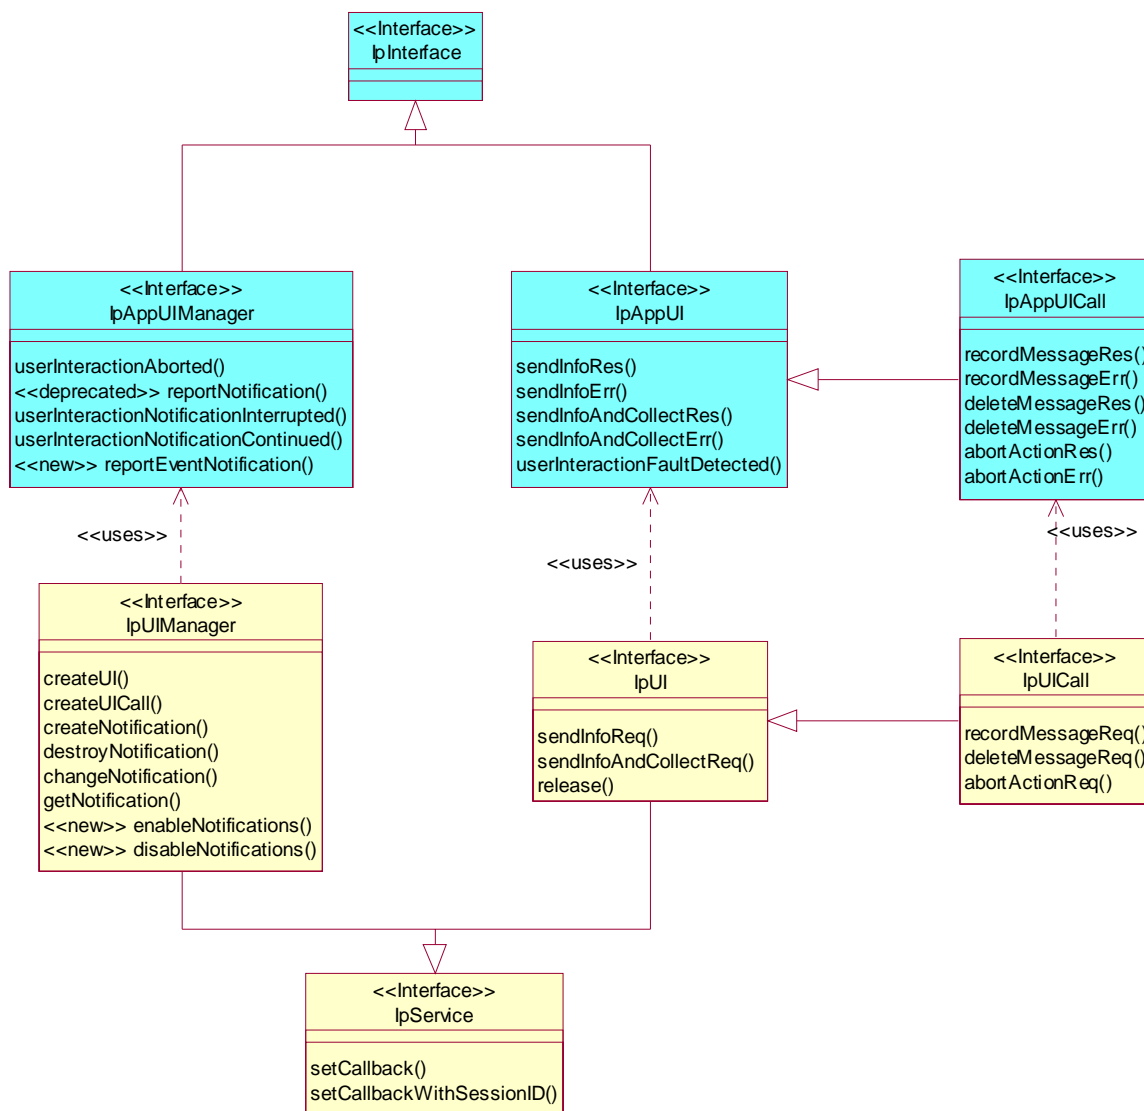 <<Interface>>
IpInterface
<<Interface>>
IpAppUIManager
userInteractionAborted()
<<deprecated>> reportNotification()
userInteractionNotificationInterrupted()
userInteractionNotificationContinued()
<<new>> reportEventNotification()
<<Interface>>
IpAppUI
sendInfoRes()
sendInfoErr()
sendInfoAndCollectRes()
sendInfoAndCollectErr()
userInteractionFaultDetected()
<<Interface>>
IpAppUICall
recordMessageRes()
recordMessageErr()
deleteMessageRes()
deleteMessageErr()
abortActionRes()
abortActionErr()
<<uses>>
<<uses>>
<<uses>>
<<Interface>>
IpUIManager
createUI()
createUICall()
createNotification()
destroyNotification()
changeNotification()
getNotification()
<<new>> enableNotifications()
<<new>> disableNotifications()
<<Interface>>
IpUI
sendInfoReq()
sendInfoAndCollectReq()
release()
<<Interface>>
IpUICall
recordMessageReq()
deleteMessageReq()
abortActionReq()
<<Interface>>
IpService
setCallback()
setCallbackWithSessionID()